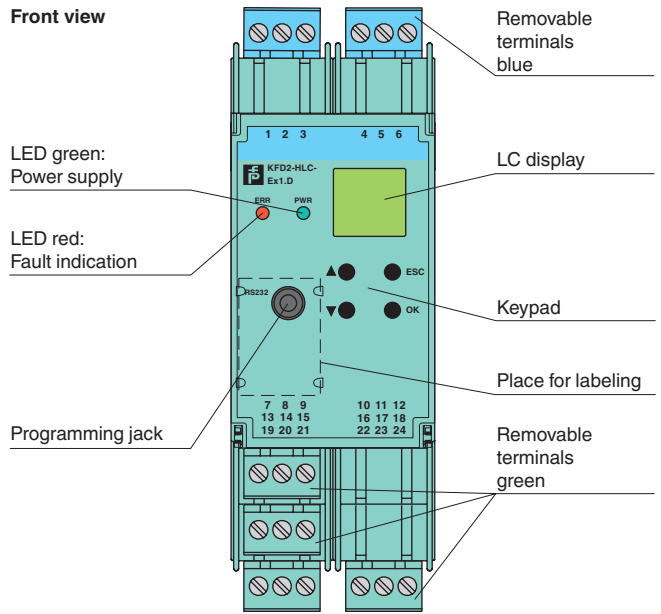 Front view
Removable
terminals
blue
1 2 3
4 5 6
LED green:
Power supply
KFD2-HLC-
Ex1.D
LC display
ERR
PWR
LED red:
Fault indication
ESC
RS232
OK
Keypad
Place for labeling
7 8 9
10 11 12
13 14 15
16 17 18
19 20 21
22 23 24
Programming jack
Removable
terminals
green